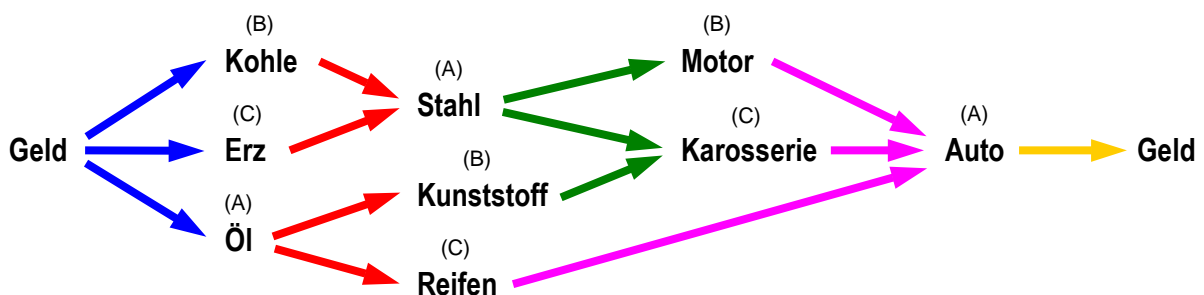 (B)
Kohle
(B)
Motor
(A)
Stahl
(C)
Erz
(C)
Karosserie
(A)
Auto
Geld
Geld
(B)
Kunststoff
(A)
Öl
(C)
Reifen